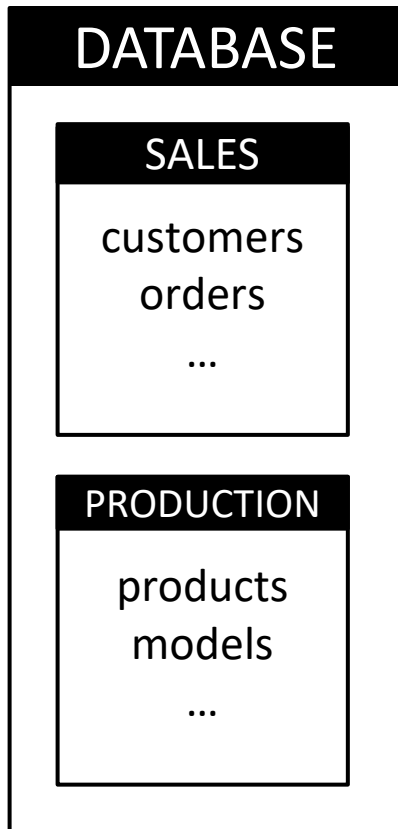 DATABASE
SALES
customers
orders
...
PRODUCTION
products
models
...